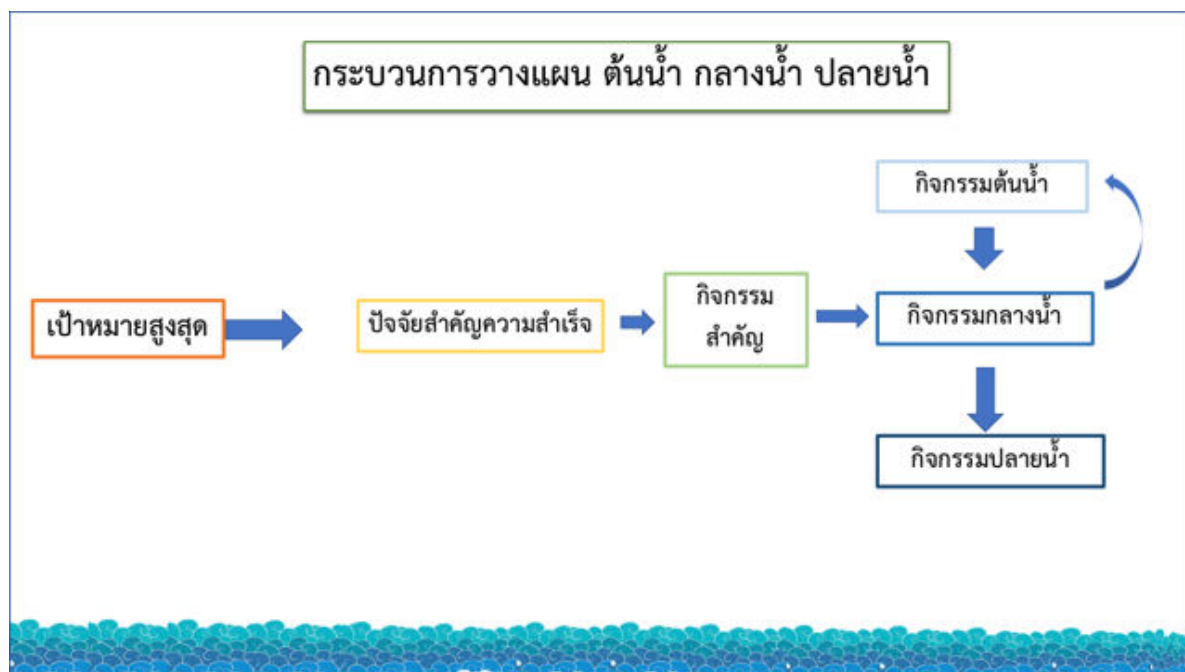 กระบวนการวางแผน ต้นน้ำ กลางน้ำ ปลายน้ำ
กิจกรรมต้นน้ำ
เป้าหมายสูงสุด
ปัจจัยสำคัญความสำเร็จ
กิจกรรม
สำคัญ
กิจกรรมกลางน้ำ
กิจกรรมปลายน้ำ